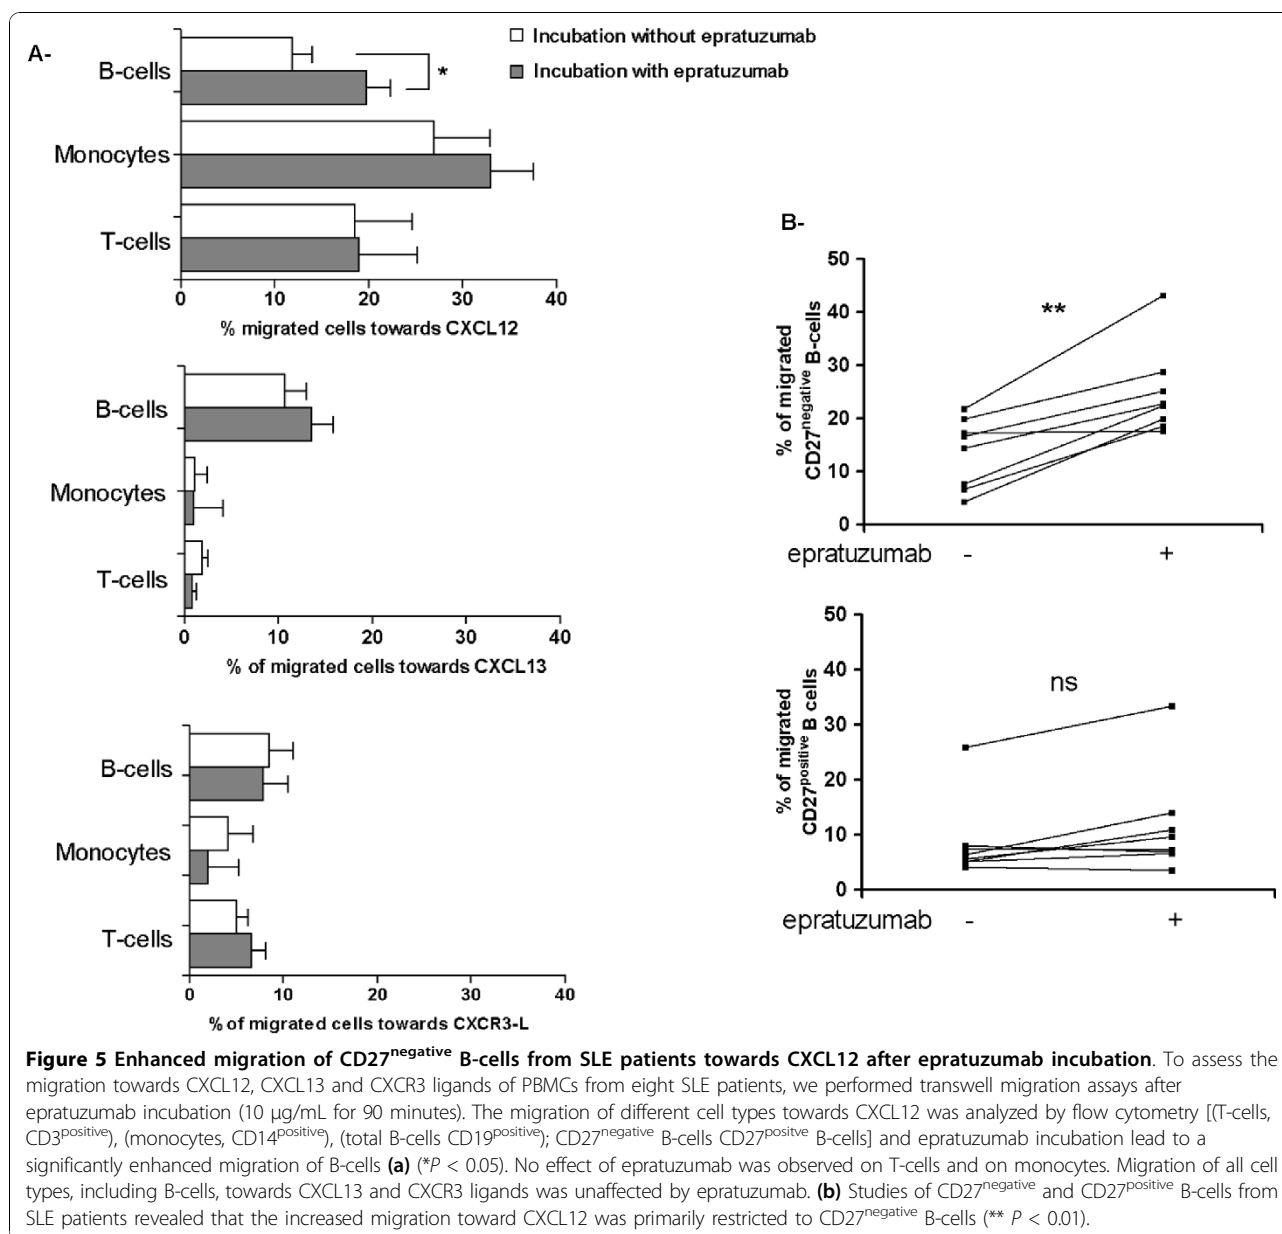 A-
Incubation without epratuzumab
Incubation with epratuzumab
B-cells
*
Monocytes
T-cells
0 10 20 30 40
% migrated cells towards CXCL12
B-cells
Monocytes
T-cells
0 10 20 30 40
% of migrated cells towards CXCL13
B-cells
Monocytes
T-cells
0 10 20 30 40
% of migrated cells towards CXCR3-L
B-
% of migrated
CD27negative B-cells
50
40
30
20
10
0
**
epratuzumab - +
% of migrated
CD27positive B cells
50
40
30
20
10
0
ns
epratuzumab - +
Figure 5 Enhanced migration of CD27negative B-cells from SLE patients towards CXCL12 after epratuzumab incubation. To assess the
migration towards CXCL12, CXCL13 and CXCR3 ligands of PBMCs from eight SLE patients, we performed transwell migration assays after
epratuzumab incubation (10 μg/mL for 90 minutes). The migration of different cell types towards CXCL12 was analyzed by flow cytometry [(T-cells,
CD3positive), (monocytes, CD14positive), (total B-cells CD19positive); CD27negative B-cells CD27positve B-cells] and epratuzumab incubation lead to a
significantly enhanced migration of B-cells (a) (*P < 0.05). No effect of epratuzumab was observed on T-cells and on monocytes. Migration of all cell
types, including B-cells, towards CXCL13 and CXCR3 ligands was unaffected by epratuzumab. (b) Studies of CD27negative and CD27positive B-cells from
SLE patients revealed that the increased migration toward CXCL12 was primarily restricted to CD27negative B-cells (** P < 0.01).